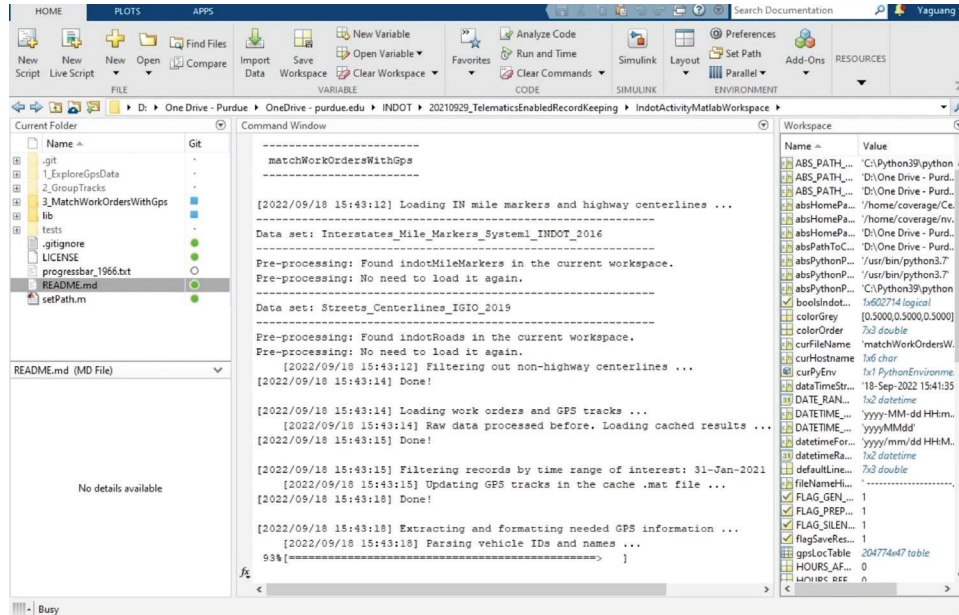 HOME PLOTS APPS Search Documentation Yaguang
New Script
New Live Script
New
Open
Find Files
Compare
FILE
Import Data
Save Workspace
New Variable
Open Variable
Clear Workspace
VARIABLE
Favorites
Analyze Code
Run and Time
Clear Commands
CODE
Simulink
SIMULINK
Layout
Preferences
Set Path
Parallel
ENVIRONMENT
Add-Ons
RESOURCES
D: One Drive - Purdue OneDrive - purdue.edu INDOT 20210929_TelematicsEnabledRecordKeeping IndotActivityMatlabWorkspace
Current Folder
Name Git
.git
1_ExploreGpsData
2_GroupTracks
3_MatchWorkOrdersWithGps
lib
tests
.gitignore
LICENSE
progressbar_1966.txt
README.md
setPath.m
README.md (MD File)
No details available
Command Window
------------------------
matchWorkOrdersWithGps
------------------------
[2022/09/18 15:43:12] Loading IN mile markers and highway centerlines ...
-------------------------------------------------------------
Data set: Interstates_Mile_Markers_System1_INDOT_2016
-------------------------------------------------------------
Pre-processing: Found indotMileMarkers in the current workspace.
Pre-processing: No need to load it again.
-------------------------------------------------------------
Data set: Streets_Centerlines_IGIO_2019
-------------------------------------------------------------
Pre-processing: Found indotRoads in the current workspace.
Pre-processing: No need to load it again.
[2022/09/18 15:43:12] Filtering out non-highway centerlines ...
[2022/09/18 15:43:14] Done!
[2022/09/18 15:43:14] Loading work orders and GPS tracks ...
[2022/09/18 15:43:14] Raw data processed before. Loading cached results ...
[2022/09/18 15:43:15] Done!
[2022/09/18 15:43:15] Filtering records by time range of interest: 31-Jan-2021
[2022/09/18 15:43:15] Updating GPS tracks in the cache .mat file ...
[2022/09/18 15:43:18] Done!
[2022/09/18 15:43:18] Extracting and formatting needed GPS information ...
[2022/09/18 15:43:18] Parsing vehicle IDs and names ...
93%[===============================================> ]
fx
Workspace
Name Value
ABS_PATH_... 'C:\Python39\python
ABS_PATH_... 'D:\One Drive - Purd...
ABS_PATH_... 'D:\One Drive - Purd...
absHomePa... '/home/coverage/Ce...
absHomePa... '/home/coverage/nv...
absHomePa... 'D:\One Drive - Purd...
absPathToC... 'D:\One Drive - Purd...
absPythonP... '/usr/bin/python3.7'
absPythonP... '/usr/bin/python3.7'
absPythonP... 'C:\Python39\python
boolsIndot... 1x602714 logical
colorGrey [0.5000,0.5000,0.5000]
colorOrder 7x3 double
curFileName 'matchWorkOrdersW...
curHostname 1x6 char
curPyEnv 1x1 PythonEnvironme...
dataTimeStr... '18-Sep-2022 15:41:35
DATE_RAN... 1x2 datetime
DATETIME_... 'yyyy-MM-dd HH:m...
DATETIME_... 'yyyyMMdd'
datetimeFor... 'yyyy/mm/dd HH:M...
datetimeRa... 1x2 datetime
defaultLine... 7x3 double
fileNameHi... '--------------------...
FLAG_GEN_... 1
FLAG_PREP... 1
FLAG_SILEN... 1
flagSaveRes... 1
gpsLocTable 204774x47 table
HOURS_AF... 0
HOURS_BEF... 0
Busy